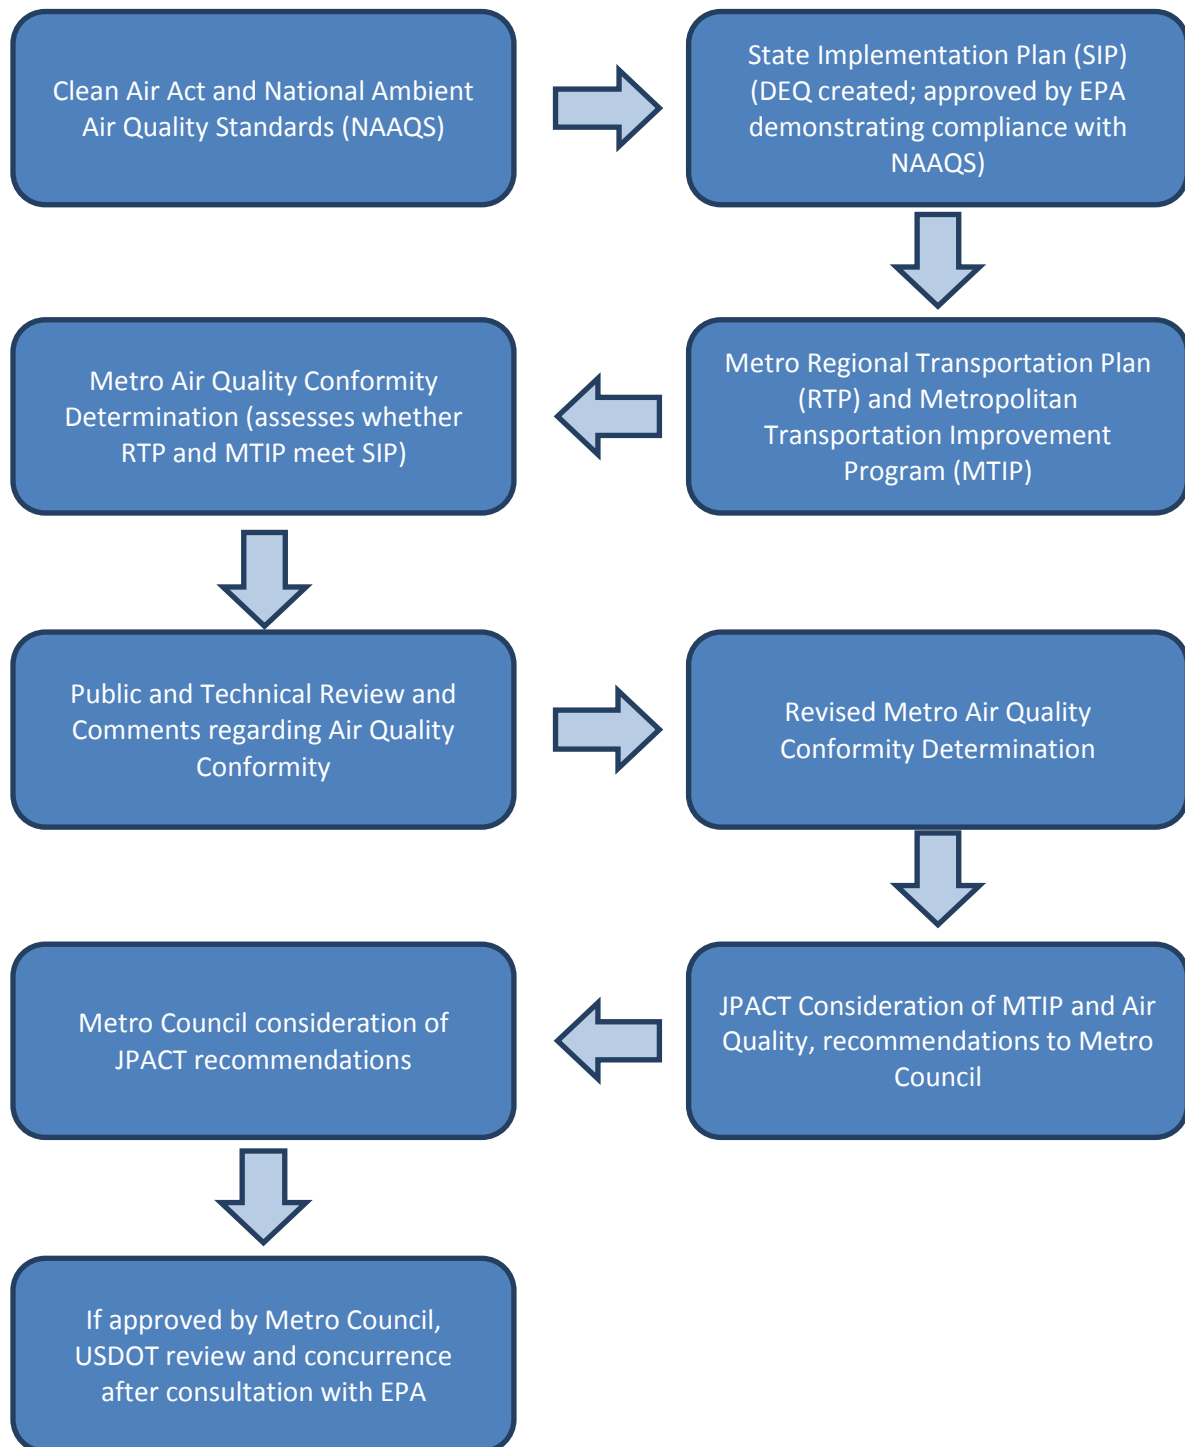 Clean Air Act and National Ambient
Air Quality Standards (NAAQS)
State Implementation Plan (SIP)
(DEQ created; approved by EPA
demonstrating compliance with
NAAQS)
Metro Regional Transportation Plan
(RTP) and Metropolitan
Transportation Improvement
Program (MTIP)
Metro Air Quality Conformity
Determination (assesses whether
RTP and MTIP meet SIP)
Public and Technical Review and
Comments regarding Air Quality
Conformity
Revised Metro Air Quality
Conformity Determination
JPACT Consideration of MTIP and Air
Quality, recommendations to Metro
Council
Metro Council consideration of
JPACT recommendations
If approved by Metro Council,
USDOT review and concurrence
after consultation with EPA